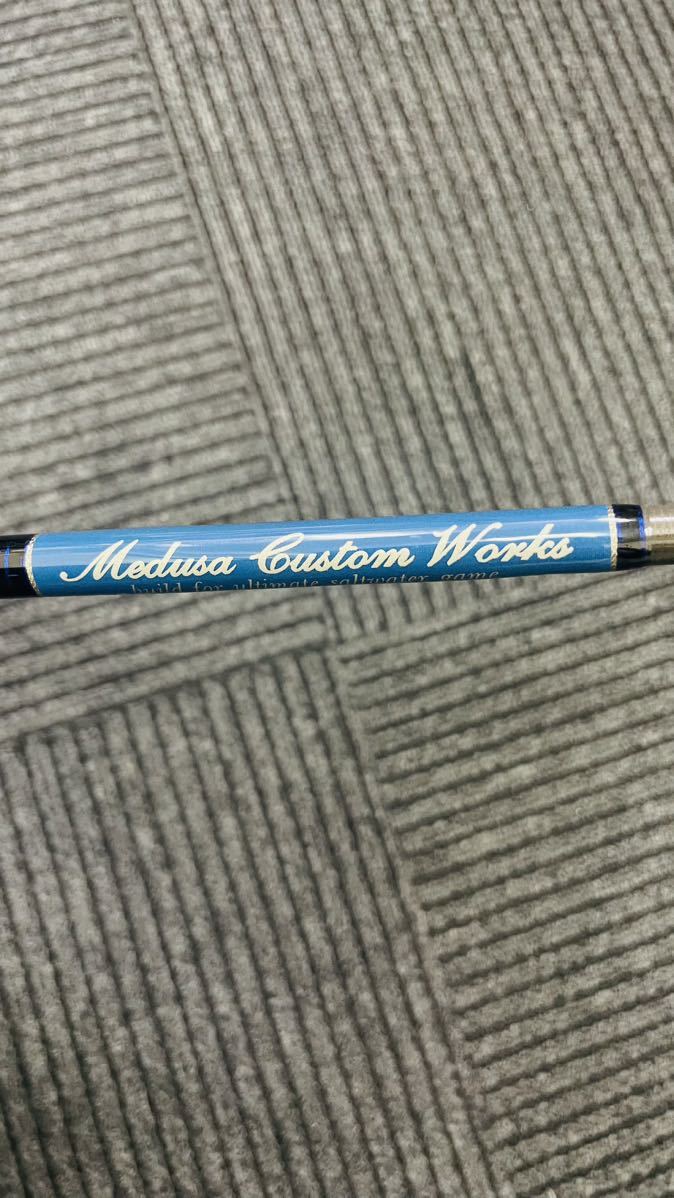 Medusa Custom Works
build for ultimate saltwater game